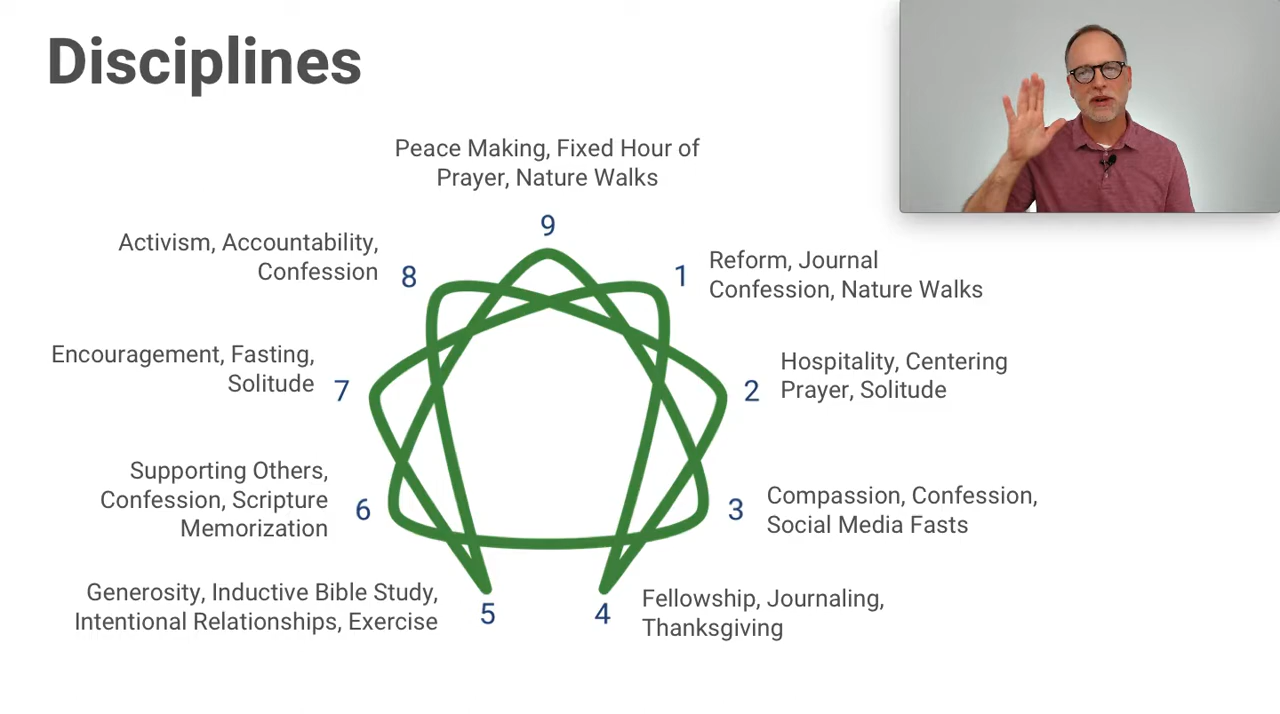 Disciplines
Peace Making, Fixed Hour of
Prayer, Nature Walks
9
Activism, Accountability,
Confession
8
1
Reform, Journal
Confession, Nature Walks
Encouragement, Fasting,
Solitude
7
2
Hospitality, Centering
Prayer, Solitude
Supporting Others,
Confession, Scripture
Memorization
6
3
Compassion, Confession,
Social Media Fasts
Generosity, Inductive Bible Study,
Intentional Relationships, Exercise
5
4
Fellowship, Journaling,
Thanksgiving